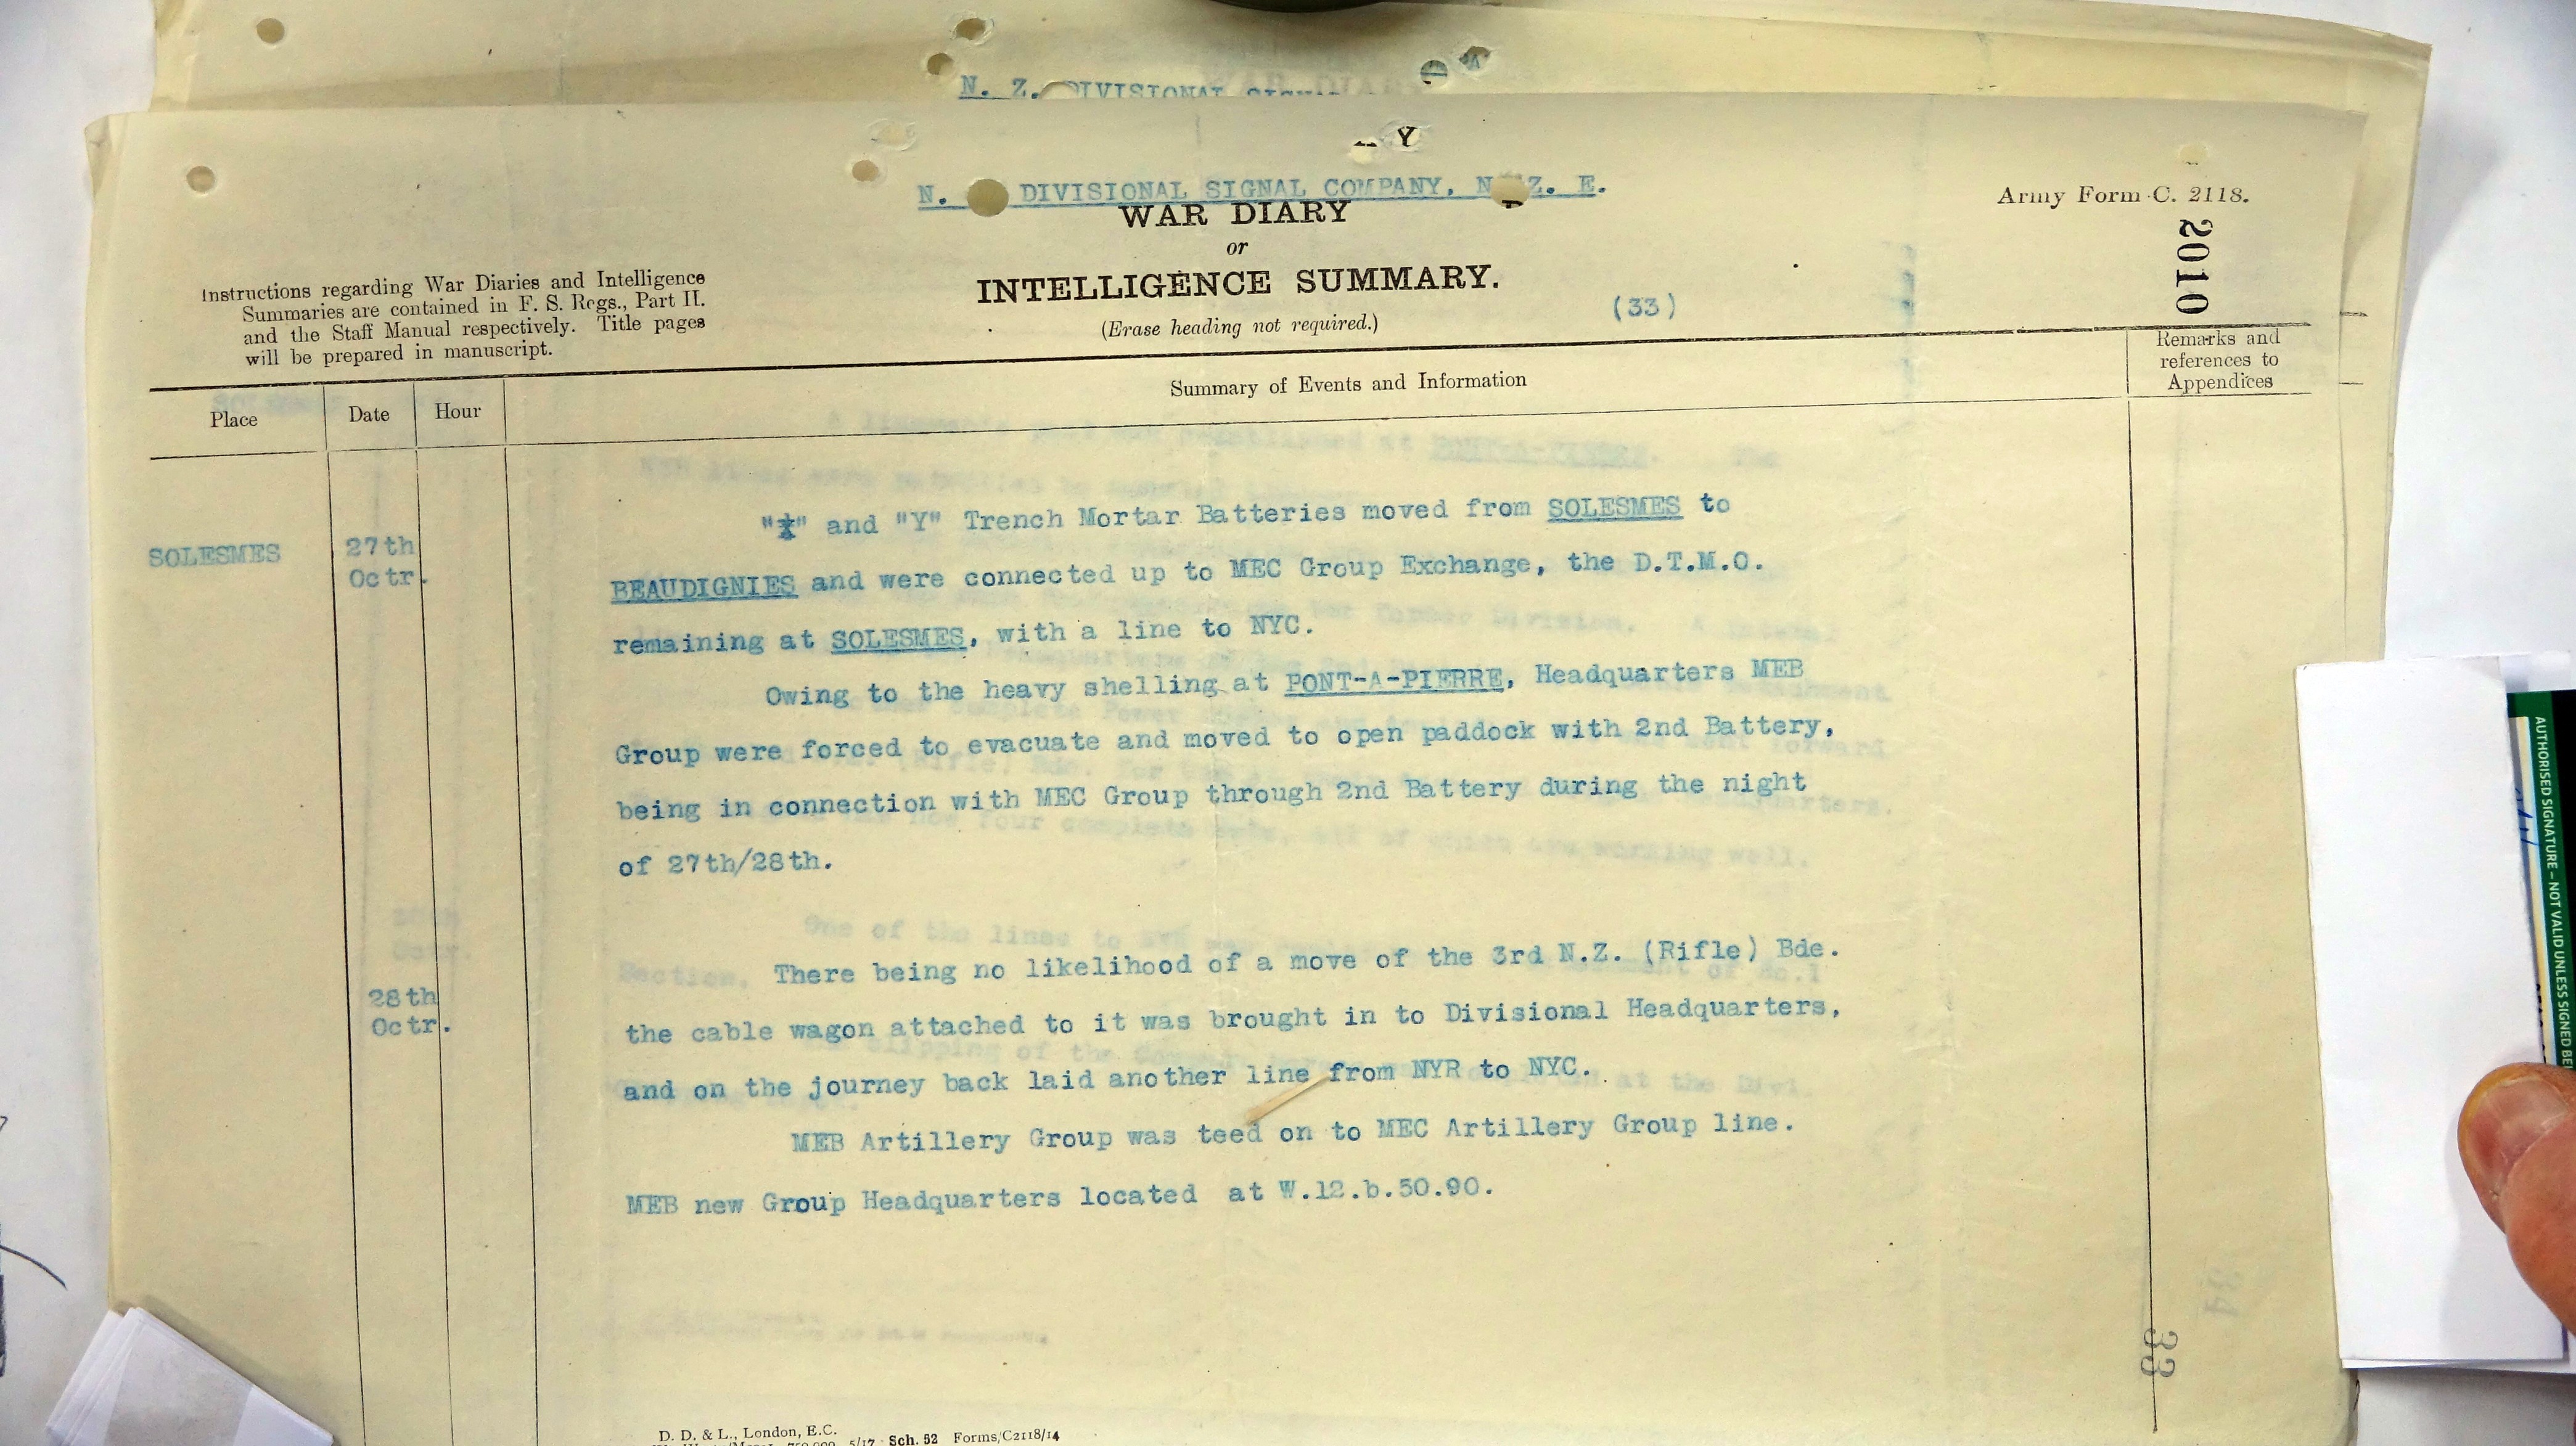 N. Z. DIVISIONAL
Y
N. DIVISIONAL SIGNAL COMPANY, N. Z. E.
Army Form C. 2118.
WAR DIARY
or
INTELLIGENCE SUMMARY.
(Erase heading not required.)
(33)
2010
Instructions regarding War Diaries and Intelligence
Summaries are contained in F. S. Regs., Part II.
and the Staff Manual respectively. Title pages
will be prepared in manuscript.
Place
Date
Hour
Summary of Events and Information
Remarks and
references to
Appendices
SOLESMES
27th
Octr.
" " and "Y" Trench Mortar Batteries moved from SOLESMES to
BEAUDIGNIES and were connected up to MEC Group Exchange, the D.T.M.O.
remaining at SOLESMES, with a line to NYC.
Owing to the heavy shelling at PONT-A-PIERRE, Headquarters MEB
Group were forced to evacuate and moved to open paddock with 2nd Battery,
being in connection with MEC Group through 2nd Battery during the night
of 27th/28th.
28th
Octr.
There being no likelihood of a move of the 3rd N.Z. (Rifle) Bde.
the cable wagon attached to it was brought in to Divisional Headquarters,
and on the journey back laid another line from NYR to NYC.
MEB Artillery Group was teed on to MEC Artillery Group line.
MEB new Group Headquarters located at W.12.b.50.90.
33
D. D. & L., London, E.C.
5/17 Sch. 52 Forms/C2118/14
AUTHORISED SIGNATURE – NOT VALID UNLESS SIGNED BE